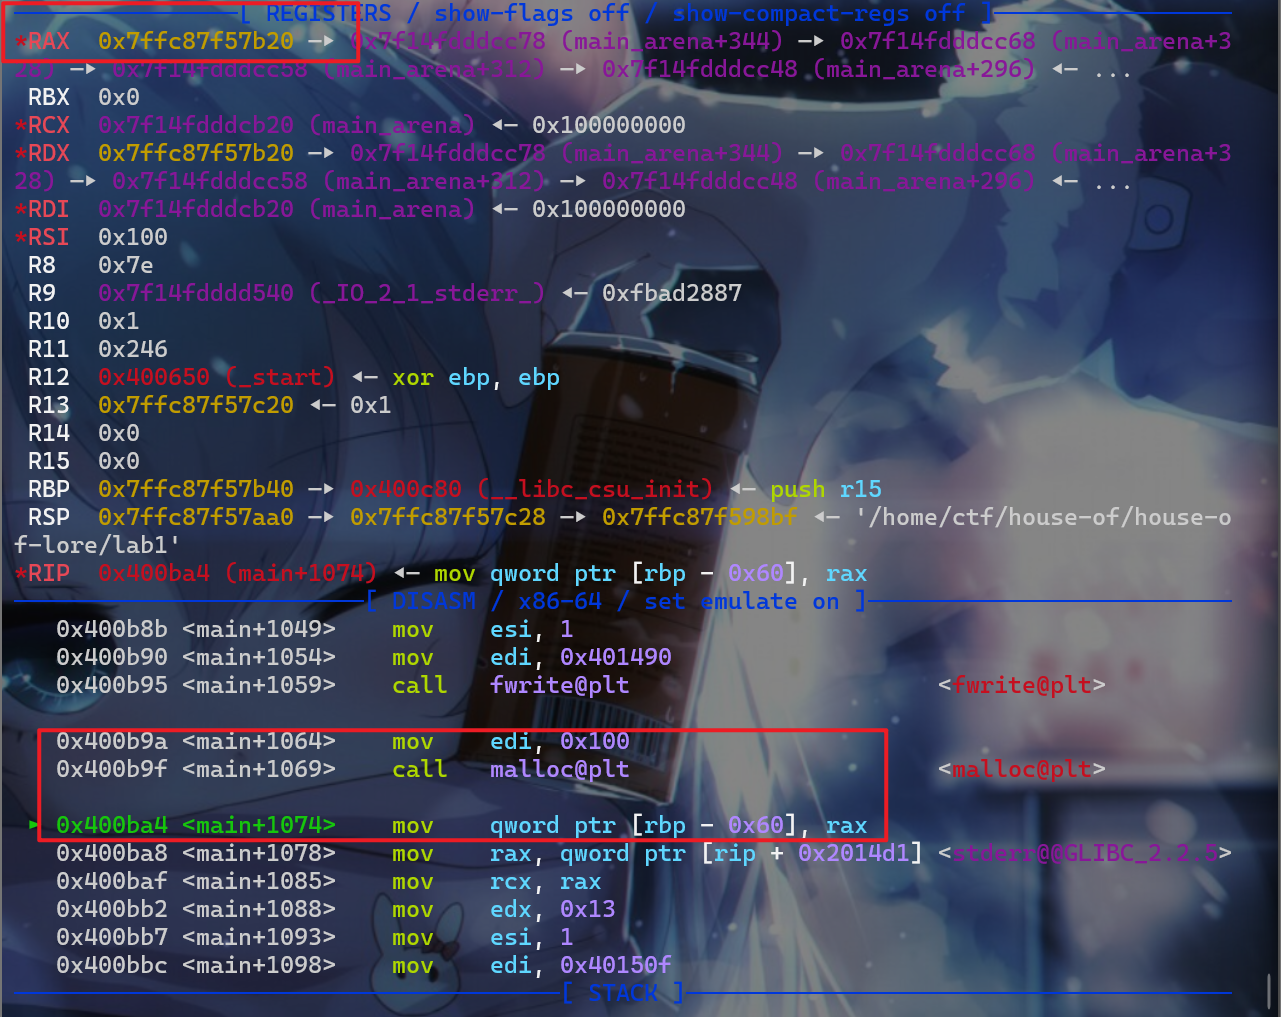 [ REGISTERS / show-flags off / show-compact-regs off ]
*RAX  0x7ffc87f57b20 —▸ 0x7f14fdddcc78 (main_arena+344) —▸ 0x7f14fdddcc68 (main_arena+3
28) —▸ 0x7f14fdddcc58 (main_arena+312) —▸ 0x7f14fdddcc48 (main_arena+296) ◂— ...
 RBX  0x0
*RCX  0x7f14fdddcb20 (main_arena) ◂— 0x100000000
*RDX  0x7ffc87f57b20 —▸ 0x7f14fdddcc78 (main_arena+344) —▸ 0x7f14fdddcc68 (main_arena+3
28) —▸ 0x7f14fdddcc58 (main_arena+312) —▸ 0x7f14fdddcc48 (main_arena+296) ◂— ...
*RDI  0x7f14fdddcb20 (main_arena) ◂— 0x100000000
*RSI  0x100
 R8   0x7e
 R9   0x7f14fdddd540 (_IO_2_1_stderr_) ◂— 0xfbad2887
 R10  0x1
 R11  0x246
 R12  0x400650 (_start) ◂— xor ebp, ebp
 R13  0x7ffc87f57c20 ◂— 0x1
 R14  0x0
 R15  0x0
 RBP  0x7ffc87f57b40 —▸ 0x400c80 (__libc_csu_init) ◂— push r15
 RSP  0x7ffc87f57aa0 —▸ 0x7ffc87f57c28 —▸ 0x7ffc87f598bf ◂— '/home/ctf/house-of/house-o
f-lore/lab1'
*RIP  0x400ba4 (main+1074) ◂— mov qword ptr [rbp - 0x60], rax
[ DISASM / x86-64 / set emulate on ]
   0x400b8b <main+1049>    mov    esi, 1
   0x400b90 <main+1054>    mov    edi, 0x401490
   0x400b95 <main+1059>    call   fwrite@plt                      <fwrite@plt>
   0x400b9a <main+1064>    mov    edi, 0x100
   0x400b9f <main+1069>    call   malloc@plt                      <malloc@plt>
 ► 0x400ba4 <main+1074>    mov    qword ptr [rbp - 0x60], rax
   0x400ba8 <main+1078>    mov    rax, qword ptr [rip + 0x2014d1] <stderr@@GLIBC_2.2.5>
   0x400baf <main+1085>    mov    rcx, rax
   0x400bb2 <main+1088>    mov    edx, 0x13
   0x400bb7 <main+1093>    mov    esi, 1
   0x400bbc <main+1098>    mov    edi, 0x40150f
[ STACK ]